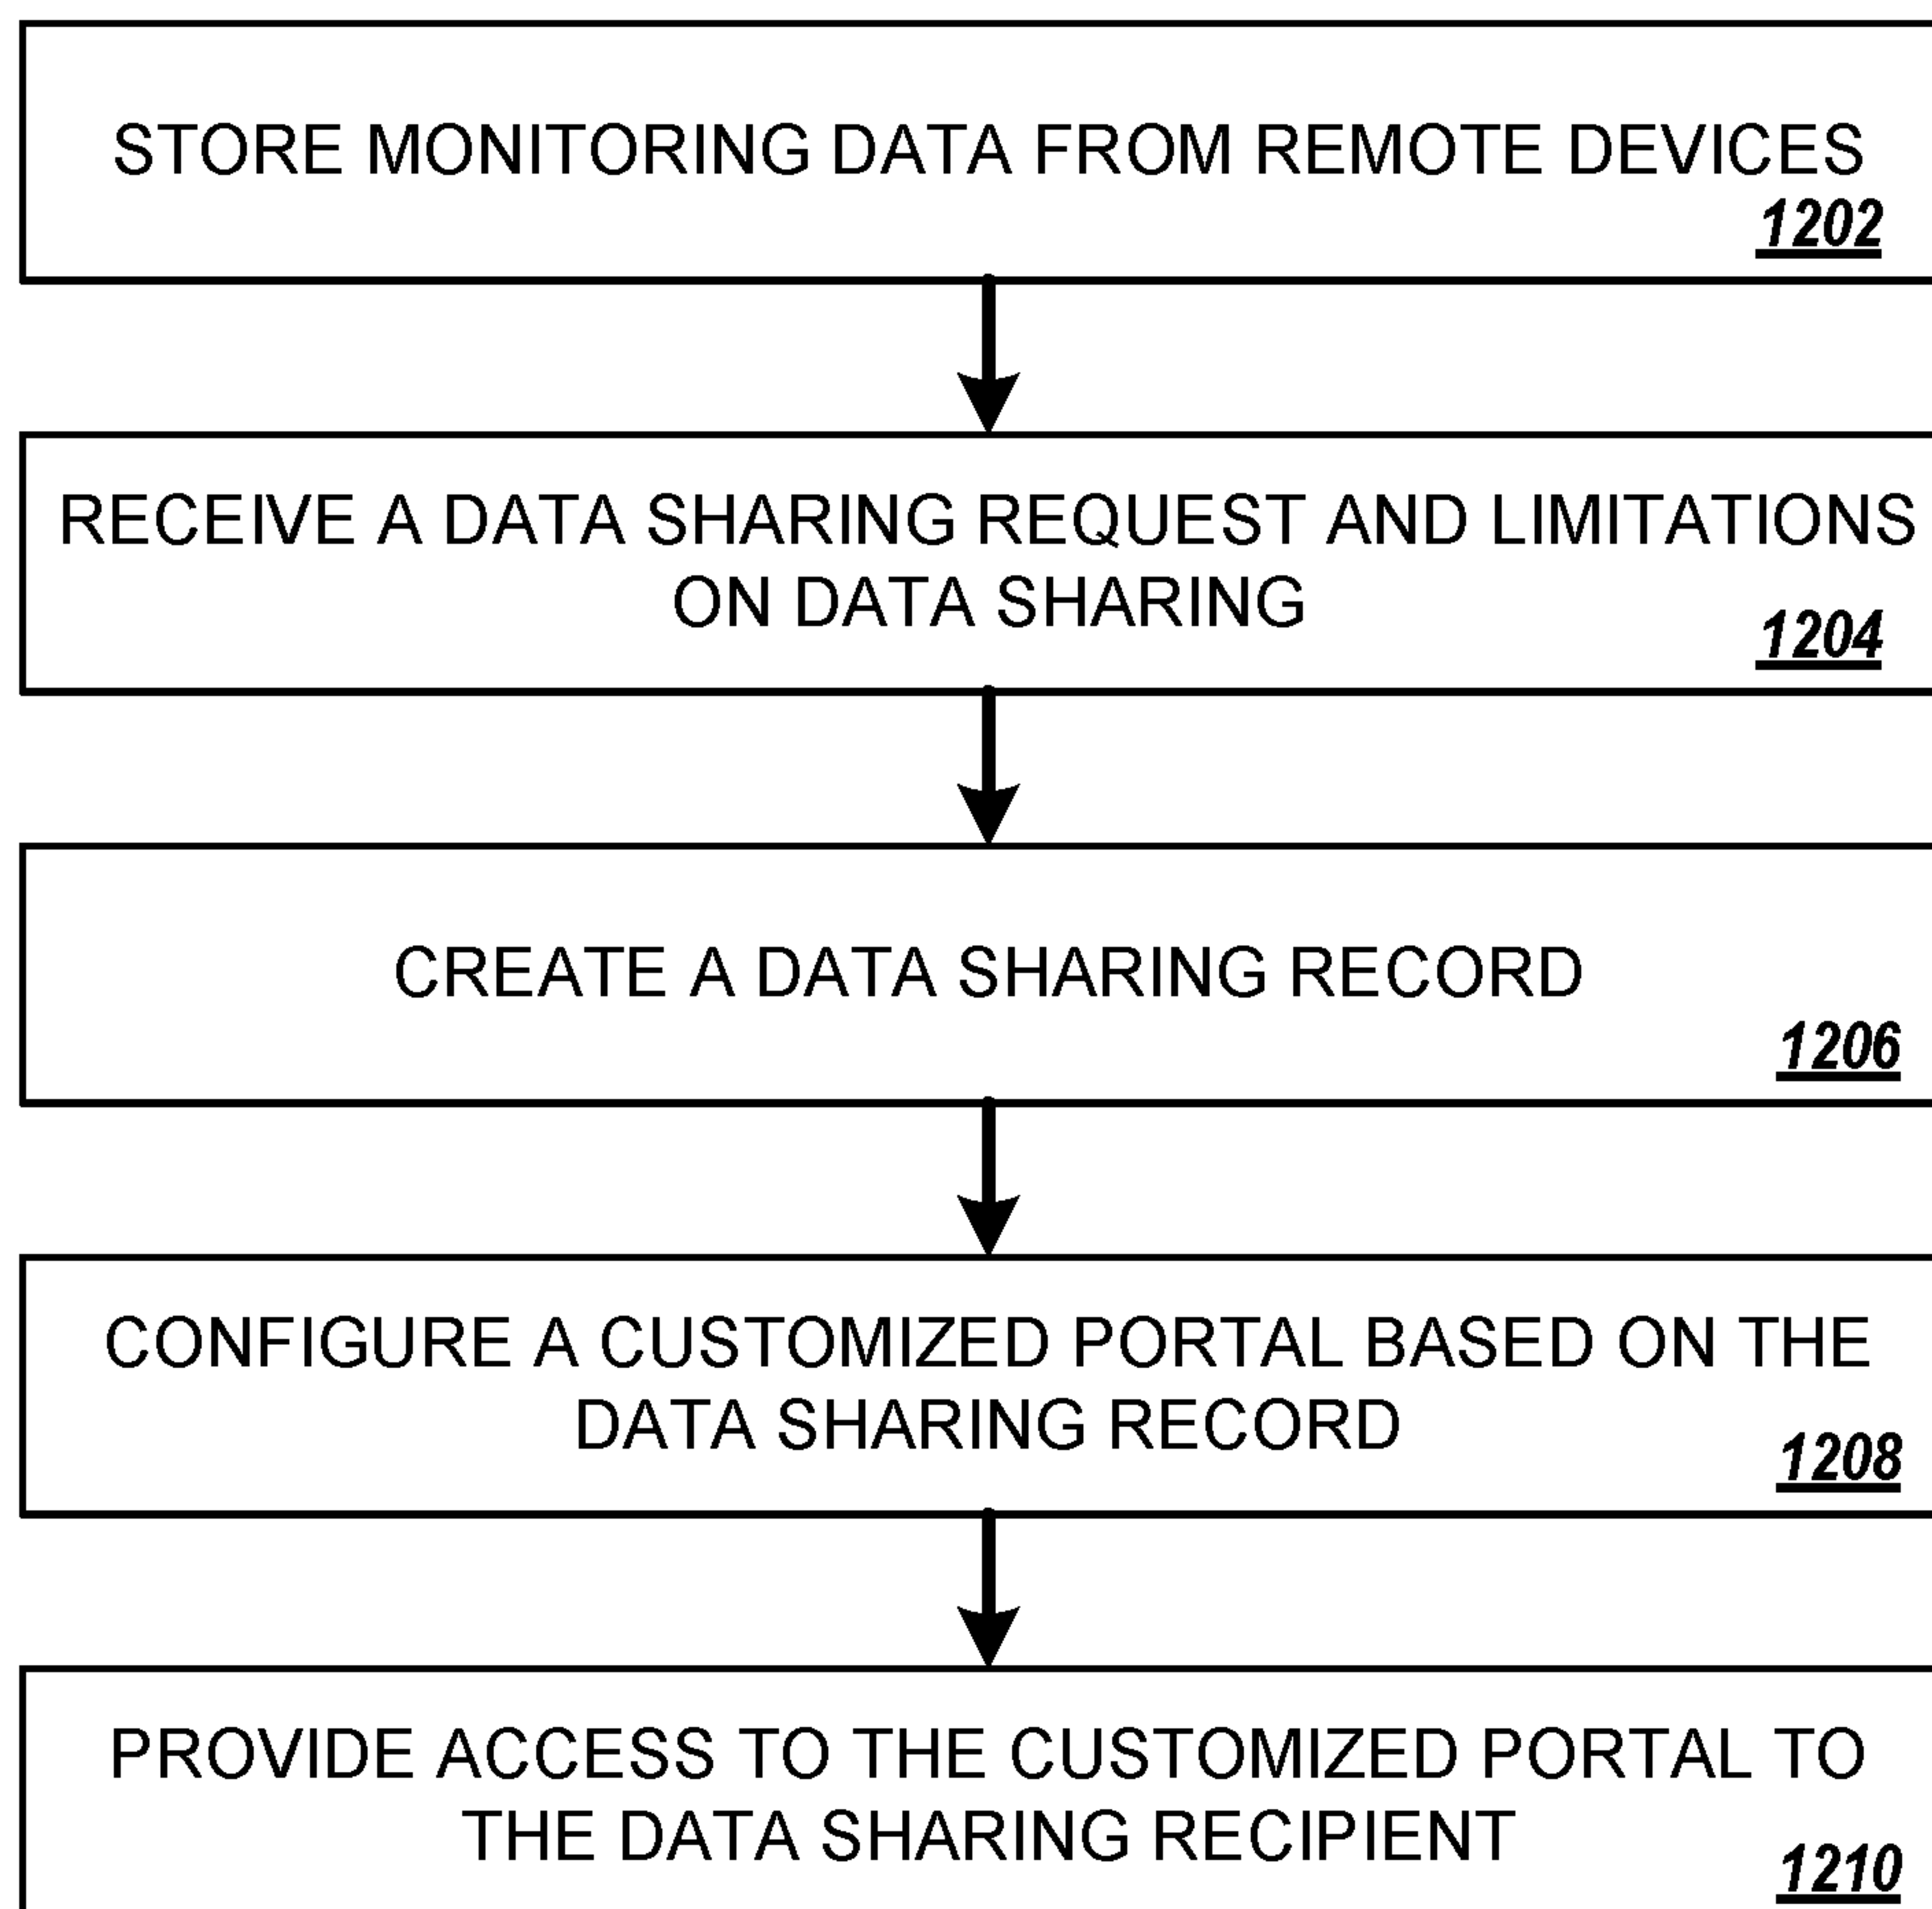 STORE MONITORING DATA FROM REMOTE DEVICES
1202
RECEIVE A DATA SHARING REQUEST AND LIMITATIONS
ON DATA SHARING
1204
CREATE A DATA SHARING RECORD
1206
CONFIGURE A CUSTOMIZED PORTAL BASED ON THE
DATA SHARING RECORD
1208
PROVIDE ACCESS TO THE CUSTOMIZED PORTAL TO
THE DATA SHARING RECIPIENT
1210